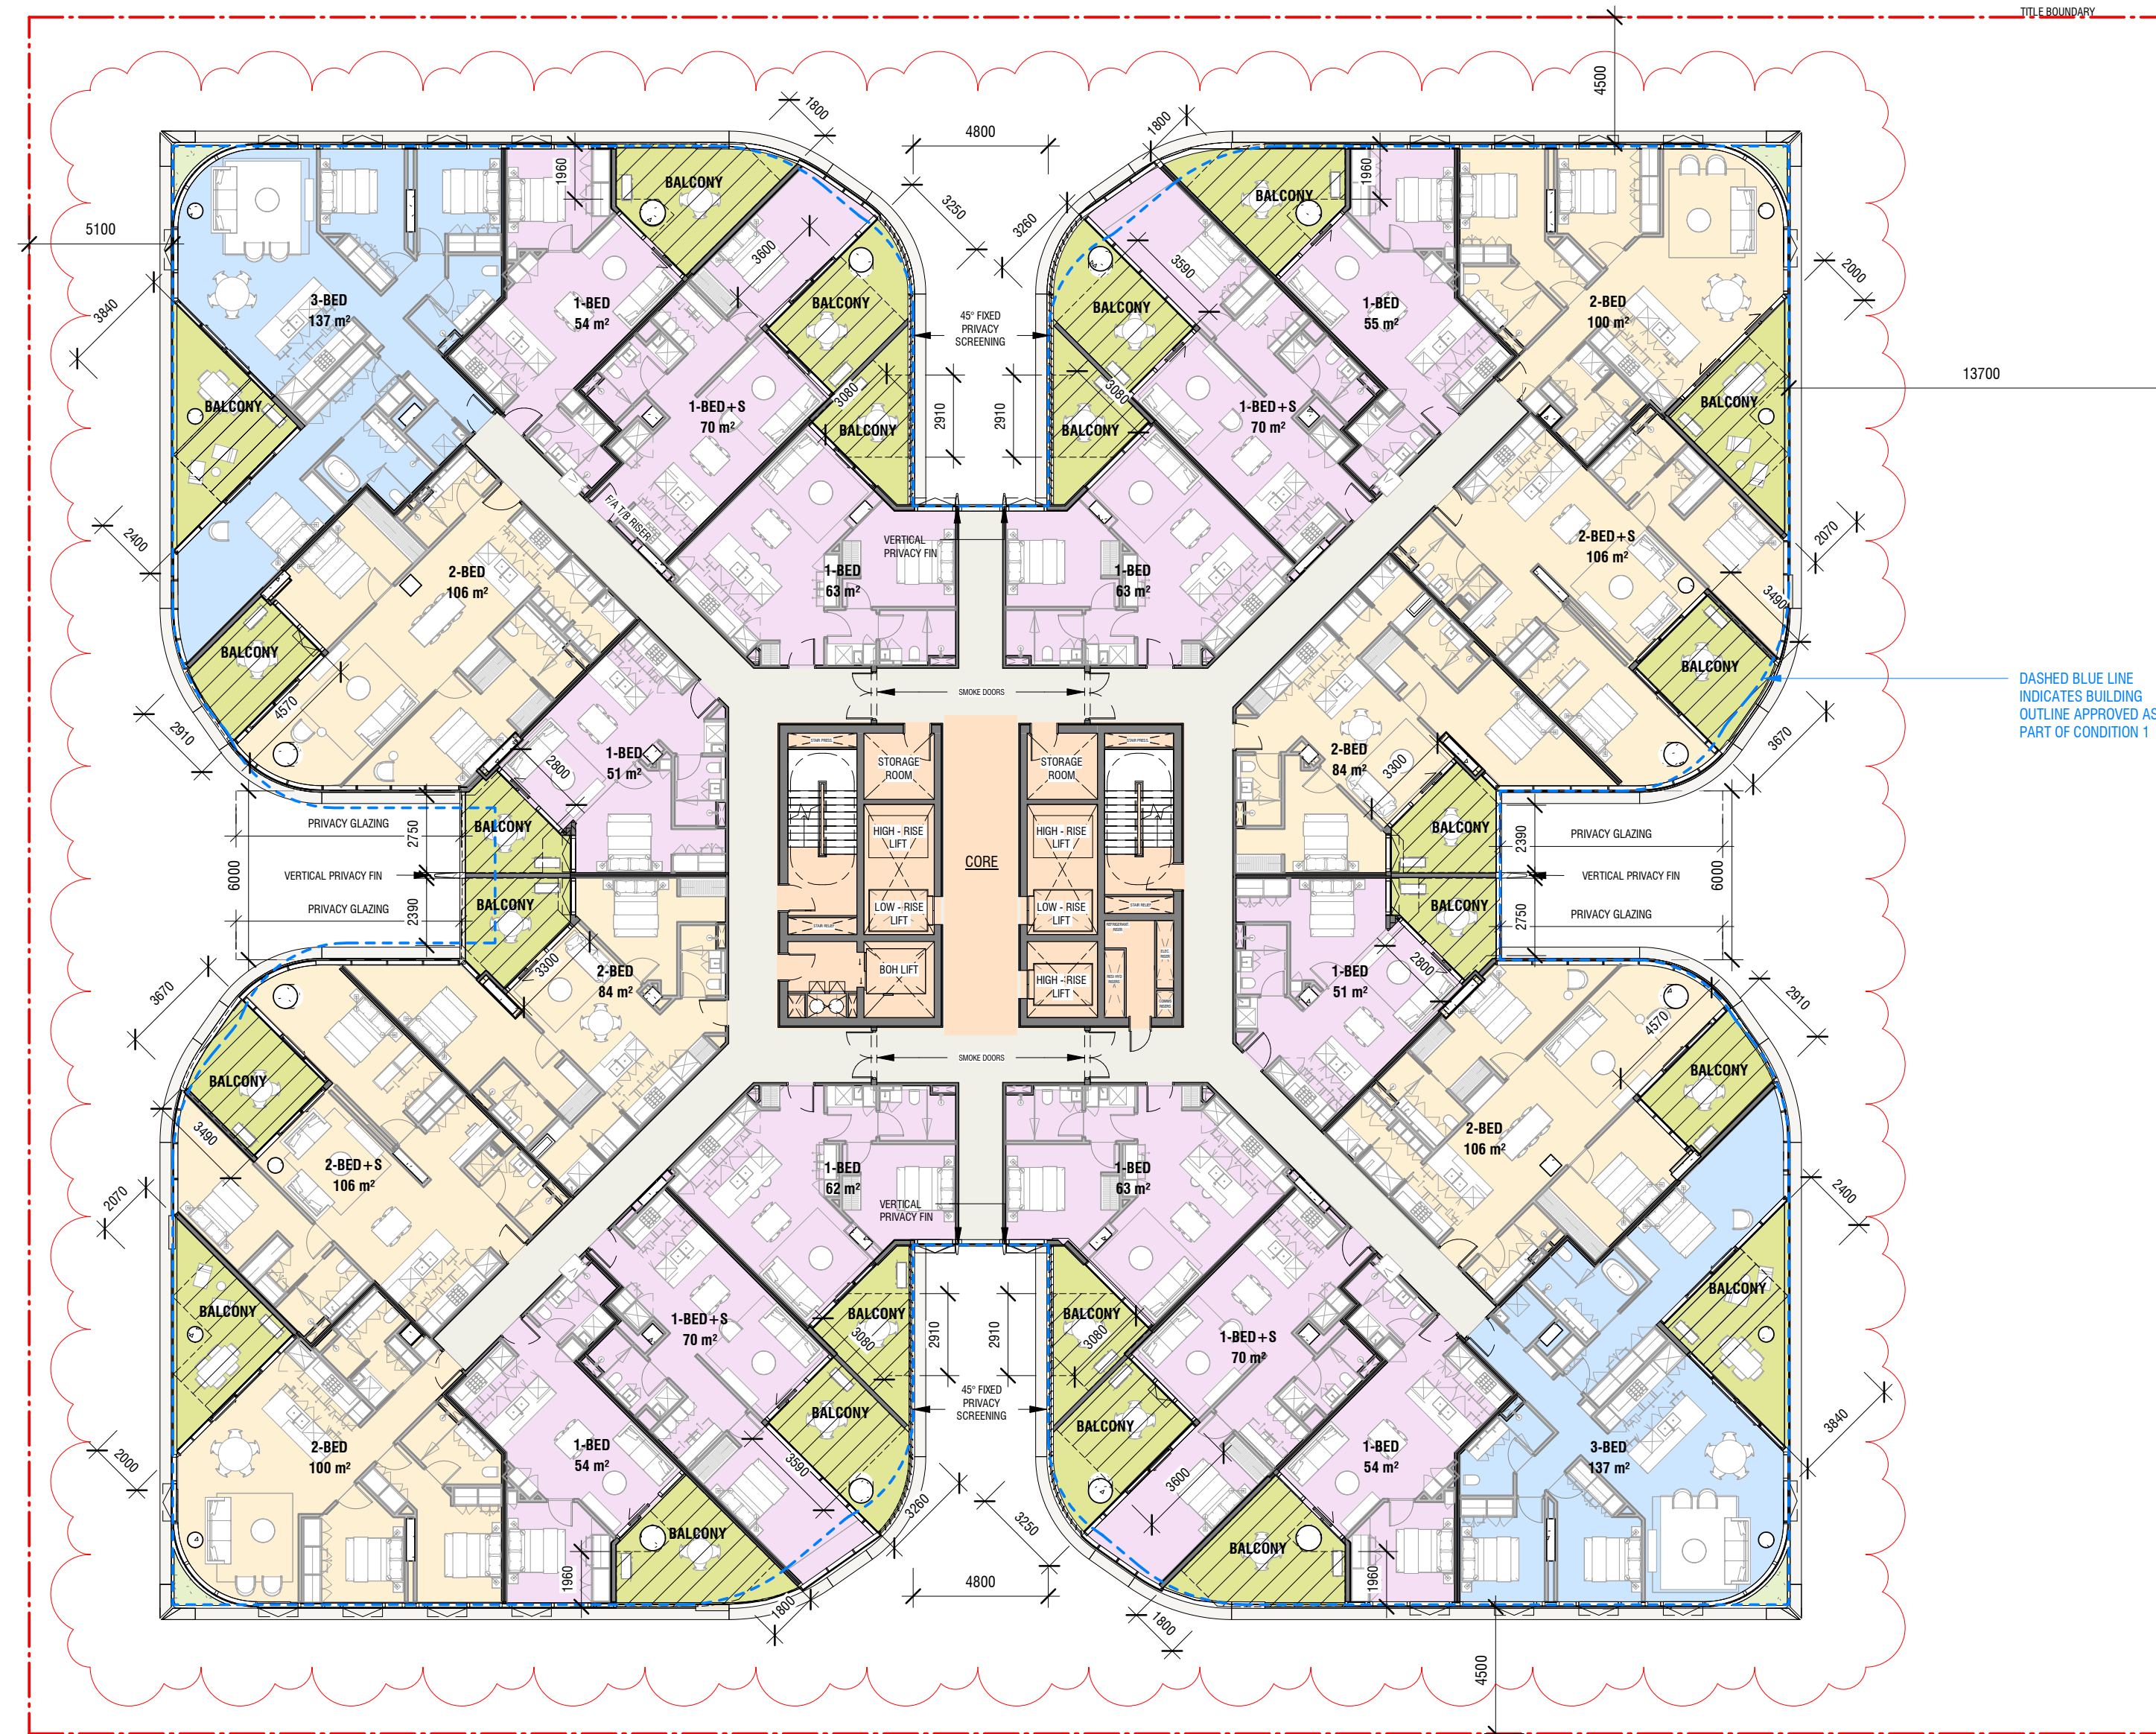 TITLE BOUNDARY
4500
1800
4800
1800
1960
BALCONY
3250
3260
BALCONY
1960
5100
3600
3590
2000
3840
3-BED
137 m²
1-BED
54 m²
BALCONY
45° FIXED
PRIVACY
SCREENING
BALCONY
1-BED
55 m²
2-BED
100 m²
13700
BALCONY
1-BED+S
70 m²
3080
BALCONY
2910
2910
3080
BALCONY
1-BED+S
70 m²
BALCONY
2400
F/A T/B RISER
VERTICAL
PRIVACY FIN
2-BED+S
106 m²
2070
2-BED
106 m²
1-BED
63 m²
1-BED
63 m²
3490
BALCONY
BALCONY
SMOKE DOORS
DASHED BLUE LINE
INDICATES BUILDING
OUTLINE APPROVED AS
PART OF CONDITION 1
4570
2910
3670
1-BED
51 m²
2800
STAIR PRESS.
STORAGE
ROOM
STORAGE
ROOM
STAIR PRESS.
2-BED
84 m²
3300
PRIVACY GLAZING
2750
BALCONY
HIGH - RISE
LIFT
HIGH - RISE
LIFT
BALCONY
2390
PRIVACY GLAZING
6000
VERTICAL PRIVACY FIN
CORE
VERTICAL PRIVACY FIN
6000
PRIVACY GLAZING
2390
BALCONY
LOW - RISE
LIFT
LOW - RISE
LIFT
BALCONY
2750
PRIVACY GLAZING
STAIR RELIEF
STAIR RELIEF
3670
3300
2-BED
84 m²
BOH LIFT
HIGH - RISE
LIFT
1-BED
51 m²
2800
2910
4570
SMOKE DOORS
BALCONY
BALCONY
3490
2-BED+S
106 m²
2070
1-BED
62 m²
1-BED
63 m²
2-BED
106 m²
2400
VERTICAL
PRIVACY FIN
BALCONY
1-BED+S
70 m²
BALCONY
3080
2910
2910
BALCONY
3080
1-BED+S
70 m²
BALCONY
2000
2-BED
100 m²
1-BED
54 m²
3590
BALCONY
45° FIXED
PRIVACY
SCREENING
BALCONY
3600
1-BED
54 m²
3-BED
137 m²
3840
BALCONY
3260
3250
BALCONY
1960
1800
4800
1800
1960
4500